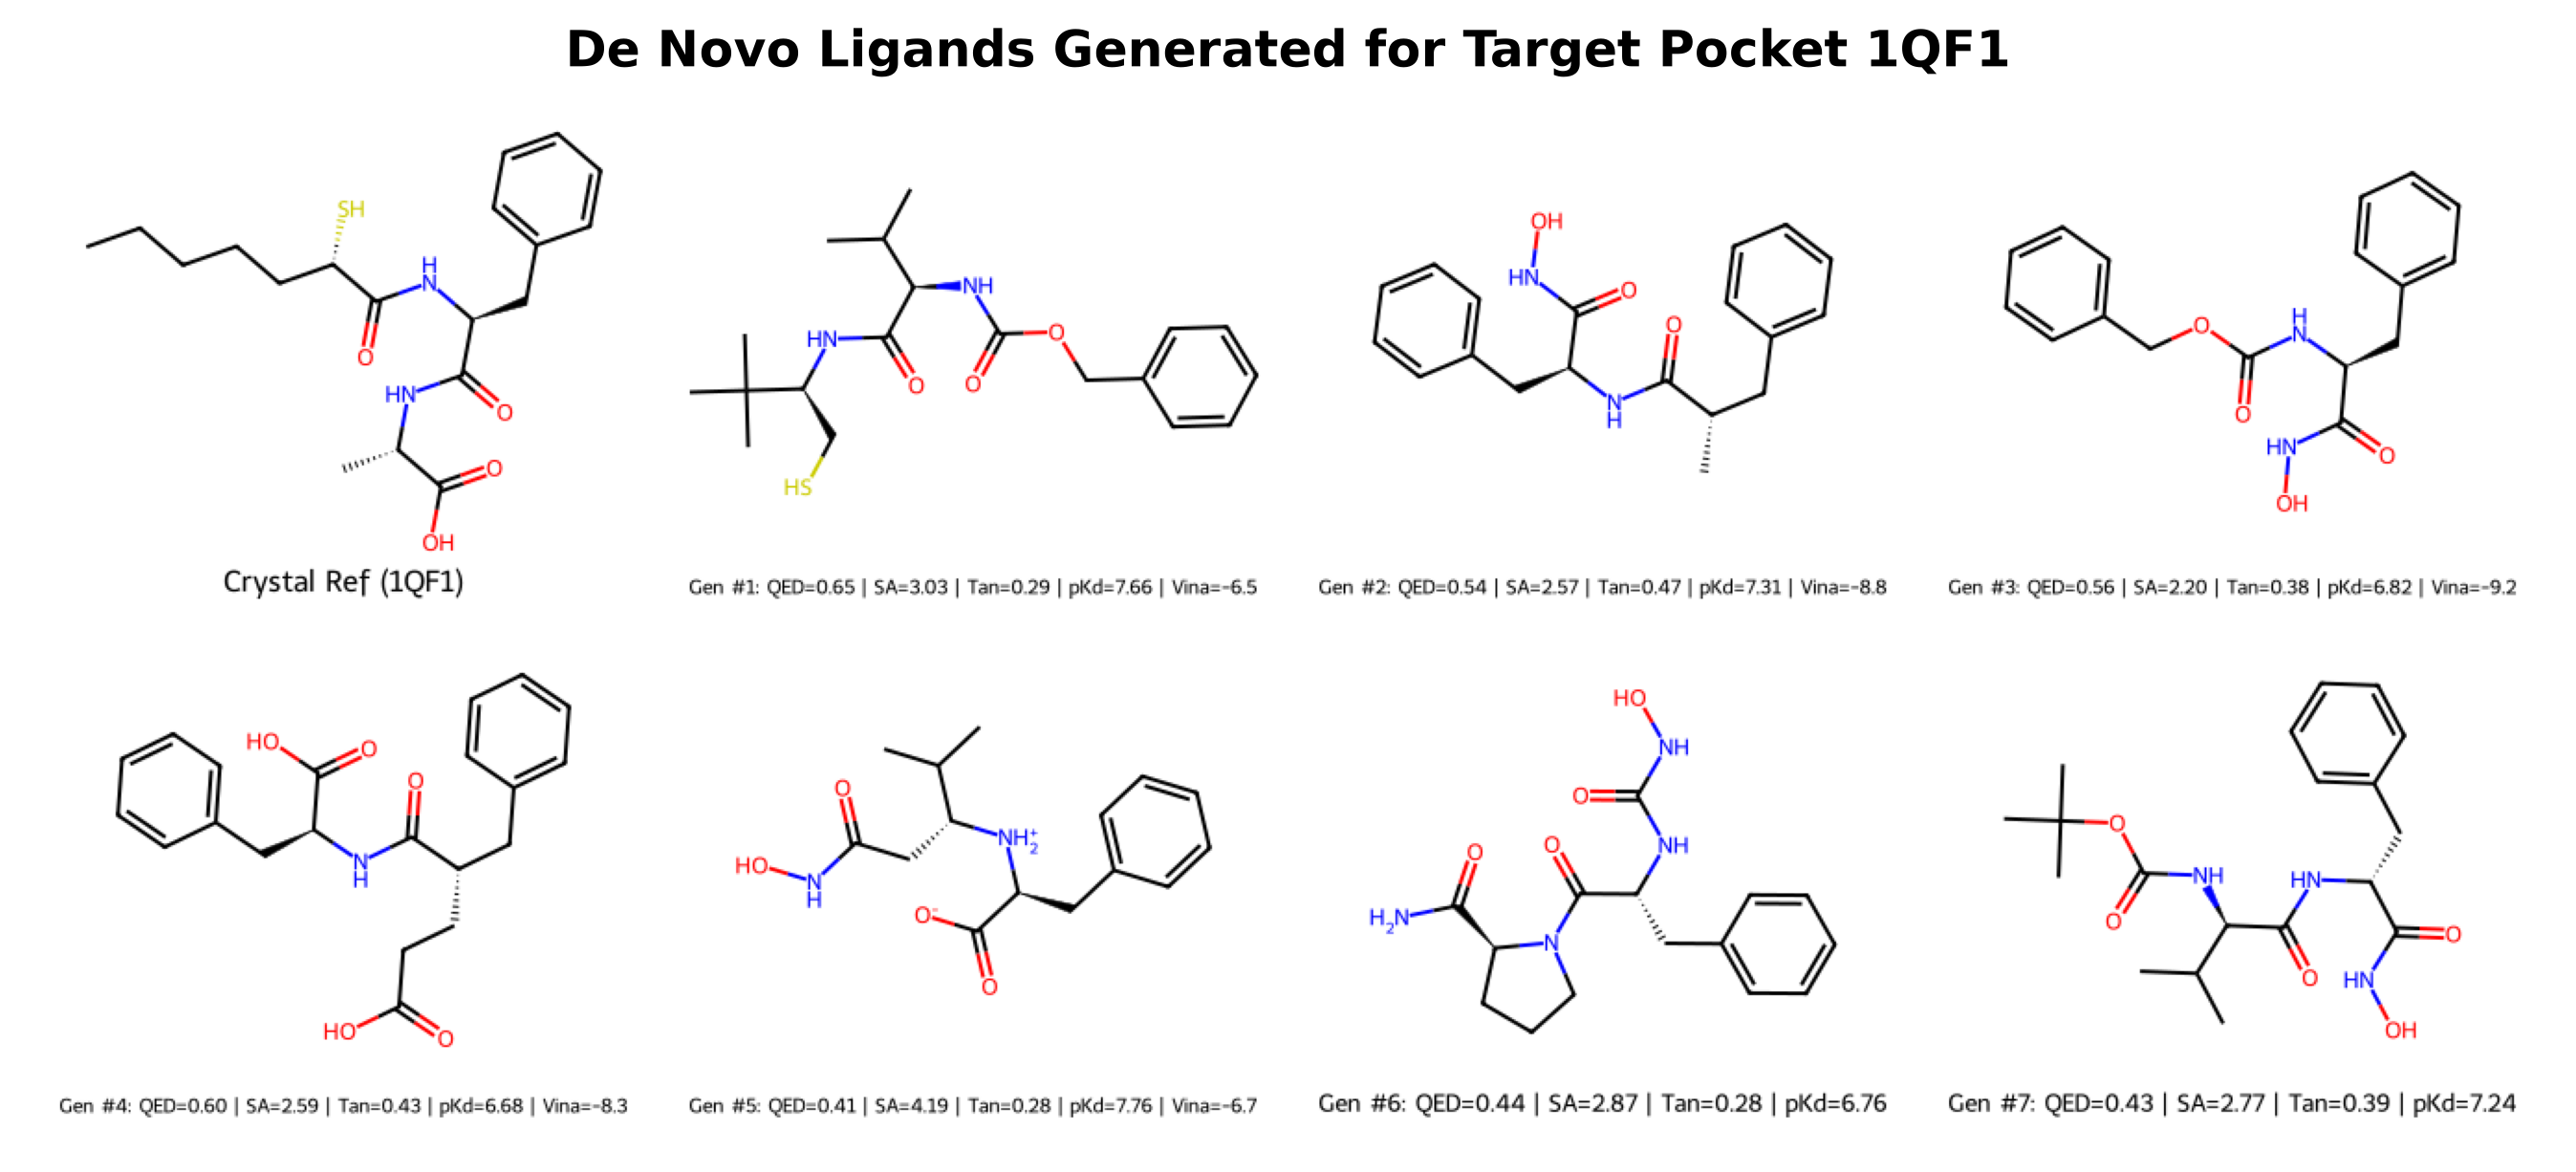 De Novo Ligands Generated for Target Pocket 1QF1
SH
H
N
O
HN
O
O
OH
Crystal Ref (1QF1)
NH
HN
O
O
O
HS
Gen #1: QED=0.65 | SA=3.03 | Tan=0.29 | pKd=7.66 | Vina=-6.5
OH
HN
O
O
N
H
Gen #2: QED=0.54 | SA=2.57 | Tan=0.47 | pKd=7.31 | Vina=-8.8
H
O
N
O
HN
O
OH
Gen #3: QED=0.56 | SA=2.20 | Tan=0.38 | pKd=6.82 | Vina=-9.2
HO
O
O
N
H
HO
O
Gen #4: QED=0.60 | SA=2.59 | Tan=0.43 | pKd=6.68 | Vina=-8.3
O
NH2+
HO
N
H
O-
O
Gen #5: QED=0.41 | SA=4.19 | Tan=0.28 | pKd=7.76 | Vina=-6.7
HO
NH
O
O
O
NH
H2N
N
Gen #6: QED=0.44 | SA=2.87 | Tan=0.28 | pKd=6.76
O
NH
HN
O
O
O
HN
OH
Gen #7: QED=0.43 | SA=2.77 | Tan=0.39 | pKd=7.24